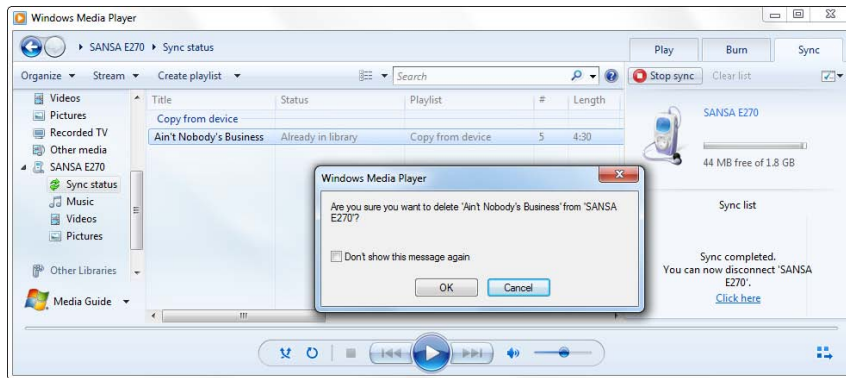 Windows Media Player
SANSA E270 Sync status
Play Burn Sync
Organize Stream Create playlist Search
Stop sync Clear list
Videos
Pictures
Recorded TV
Other media
SANSA E270
Sync status
Music
Videos
Pictures
Other Libraries
Media Guide
Title Status Playlist # Length
Copy from device
Ain't Nobody's Business Already in library Copy from device 5 4:30
Windows Media Player
Are you sure you want to delete 'Ain't Nobody's Business' from 'SANSA
E270'?
Don't show this message again
OK Cancel
SANSA E270
44 MB free of 1.8 GB
Sync list
Sync completed.
You can now disconnect 'SANSA
E270'.
Click here